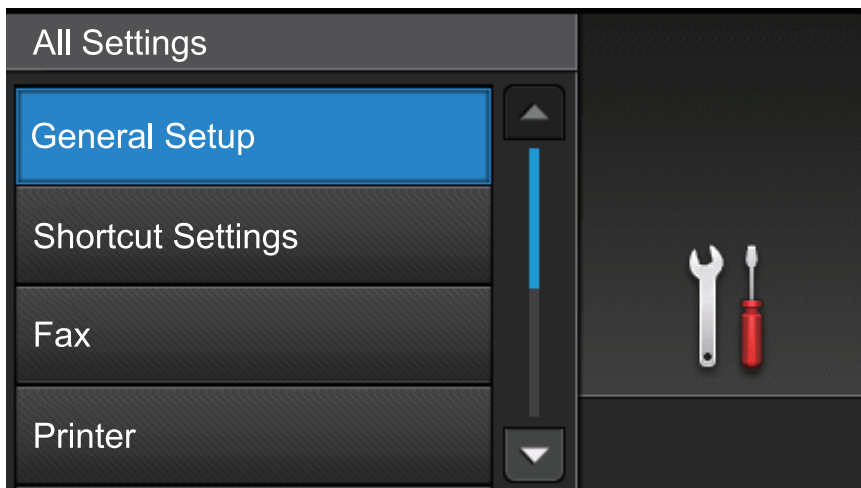 All Settings
General Setup
Shortcut Settings
Fax
Printer